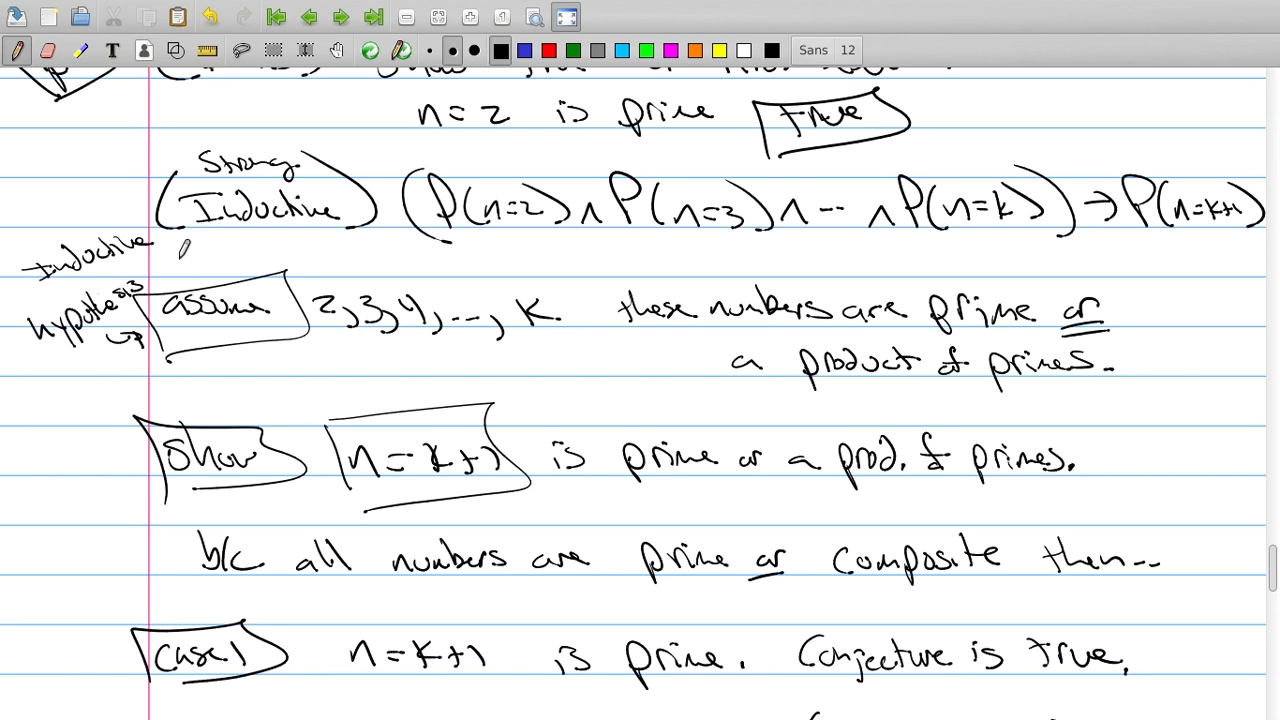 Sans 12
n=2 is prime true
(Strong Inductive) (P(n=2) ∧ P(n=3) ∧ ... ∧ P(n=k)) → P(n=k+1)
Inductive hypothesis →
assume 2,3,4,..., k these numbers are prime or
a product of primes.
Show n=k+1 is prime or a prod. of primes.
b/c all numbers are prime or composite then...
case 1 n=k+1 is prime. Conjecture is true.